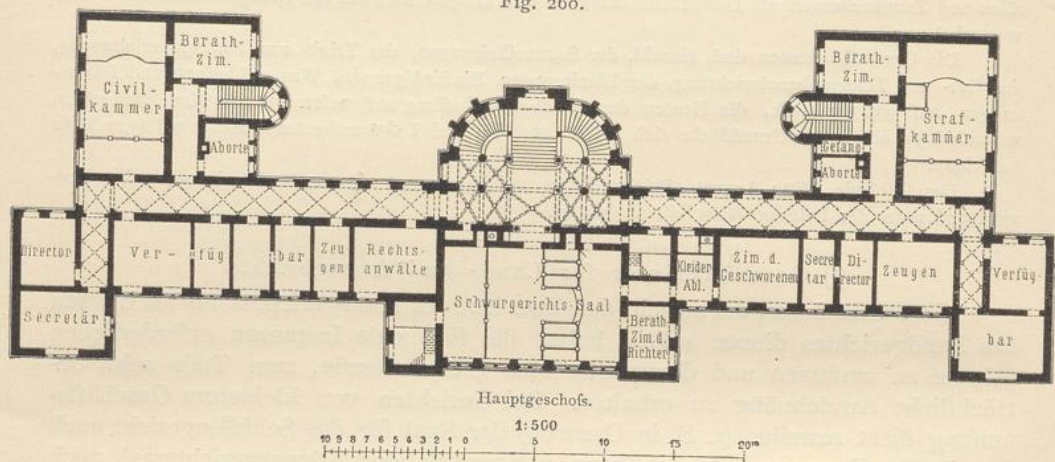 Fig. 260.
Berath-
Zim.
Civil-
kammer
Aborte
Berath-
Zim.
Straf-
kammer
Gefang
Aborte
Director
Ver-
füg
bar
Zeu
gen
Rechts-
anwälte
Schwurgerichts-Saal
Kleider
Abl.
Zim. d.
Geschworenen
Secre
tär
Di-
rector
Zeugen
Verfüg-
Secretär
Berath
Zim. d.
Richter
bar
Hauptgeschoſs.
1:500
10 9 8 7 6 5 4 3 2 1 0 5 10 15 20m